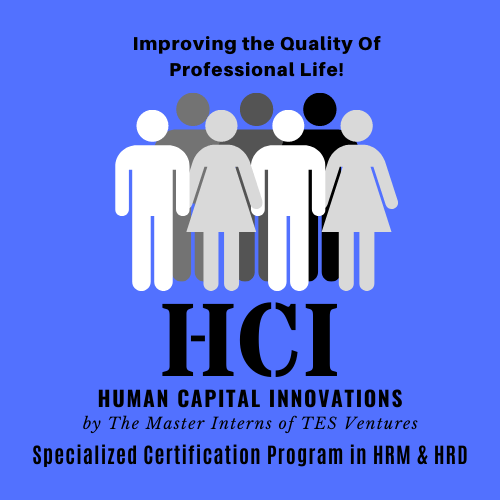 Improving the Quality Of
Professional Life!
HCI
HUMAN CAPITAL INNOVATIONS
by The Master Interns of TES Ventures
Specialized Certification Program in HRM & HRD